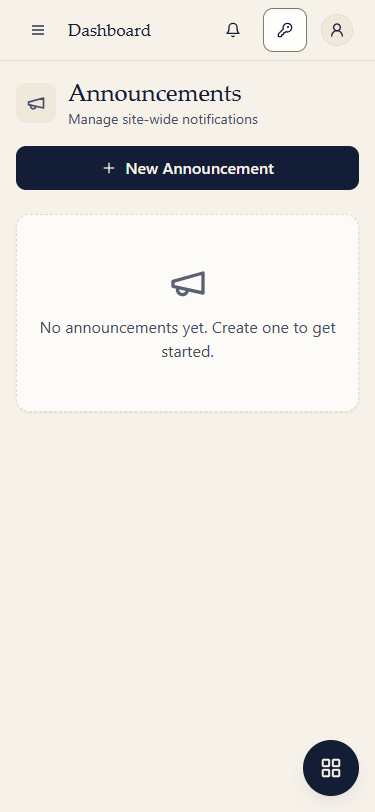 Dashboard
Announcements
Manage site-wide notifications
New Announcement
No announcements yet. Create one to get
started.